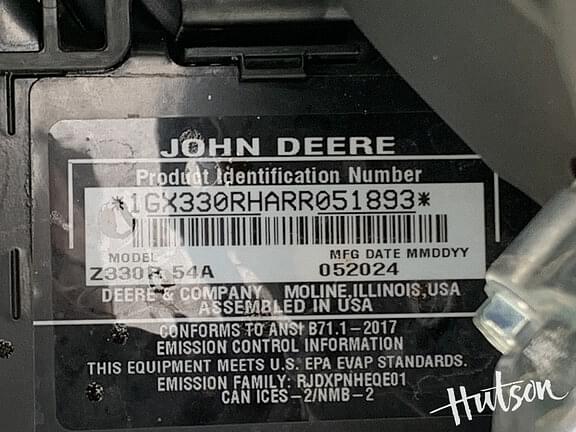 JOHN DEERE
Product Identification Number
*1GX330RHARR051893*
MODEL MFG DATE MMDDYY
Z330R 54A 052024
DEERE & COMPANY MOLINE, ILLINOIS, USA
ASSEMBLED IN USA
CONFORMS TO ANSI B71.1-2017
EMISSION CONTROL INFORMATION
THIS EQUIPMENT MEETS U.S. EPA EVAP STANDARDS.
EMISSION FAMILY: RJDXPNHEQE01
CAN ICES-2/NMB-2
Hutson